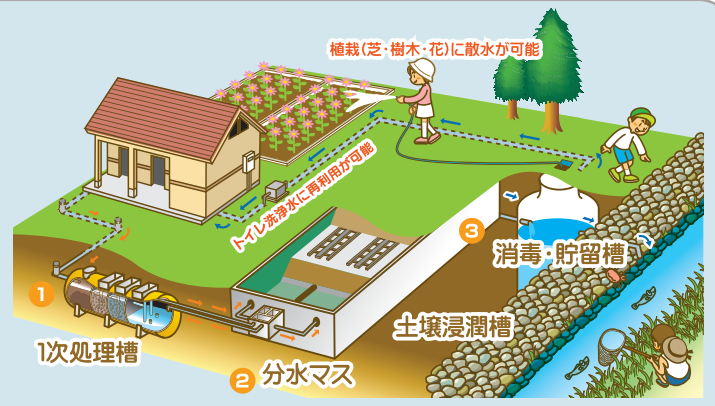 植栽(芝・樹木・花)に散水が可能
トイレ洗浄水に再利用が可能
3
消毒・貯留槽
1
1次処理槽
土壌浸潤槽
2 分水マス